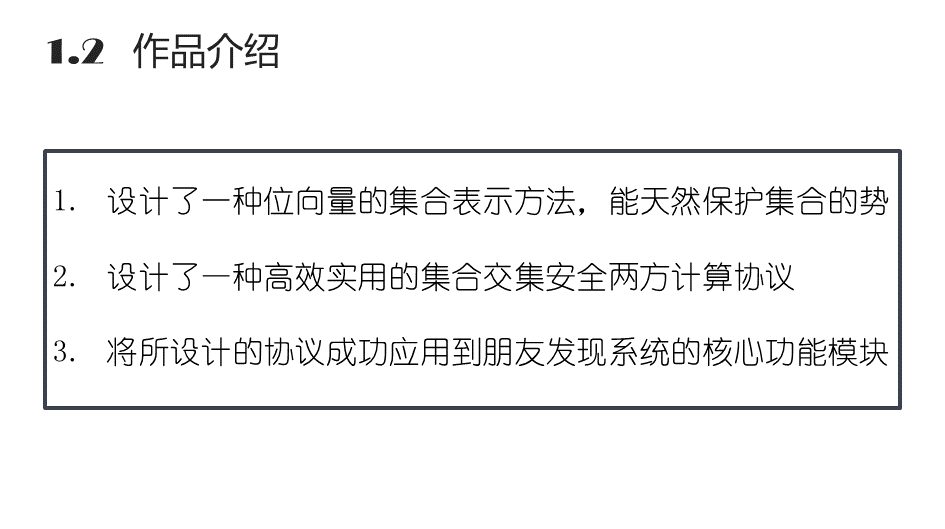 1.2 作品介绍
1. 设计了一种位向量的集合表示方法，能天然保护集合的势
2. 设计了一种高效实用的集合交集安全两方计算协议
3. 将所设计的协议成功应用到朋友发现系统的核心功能模块